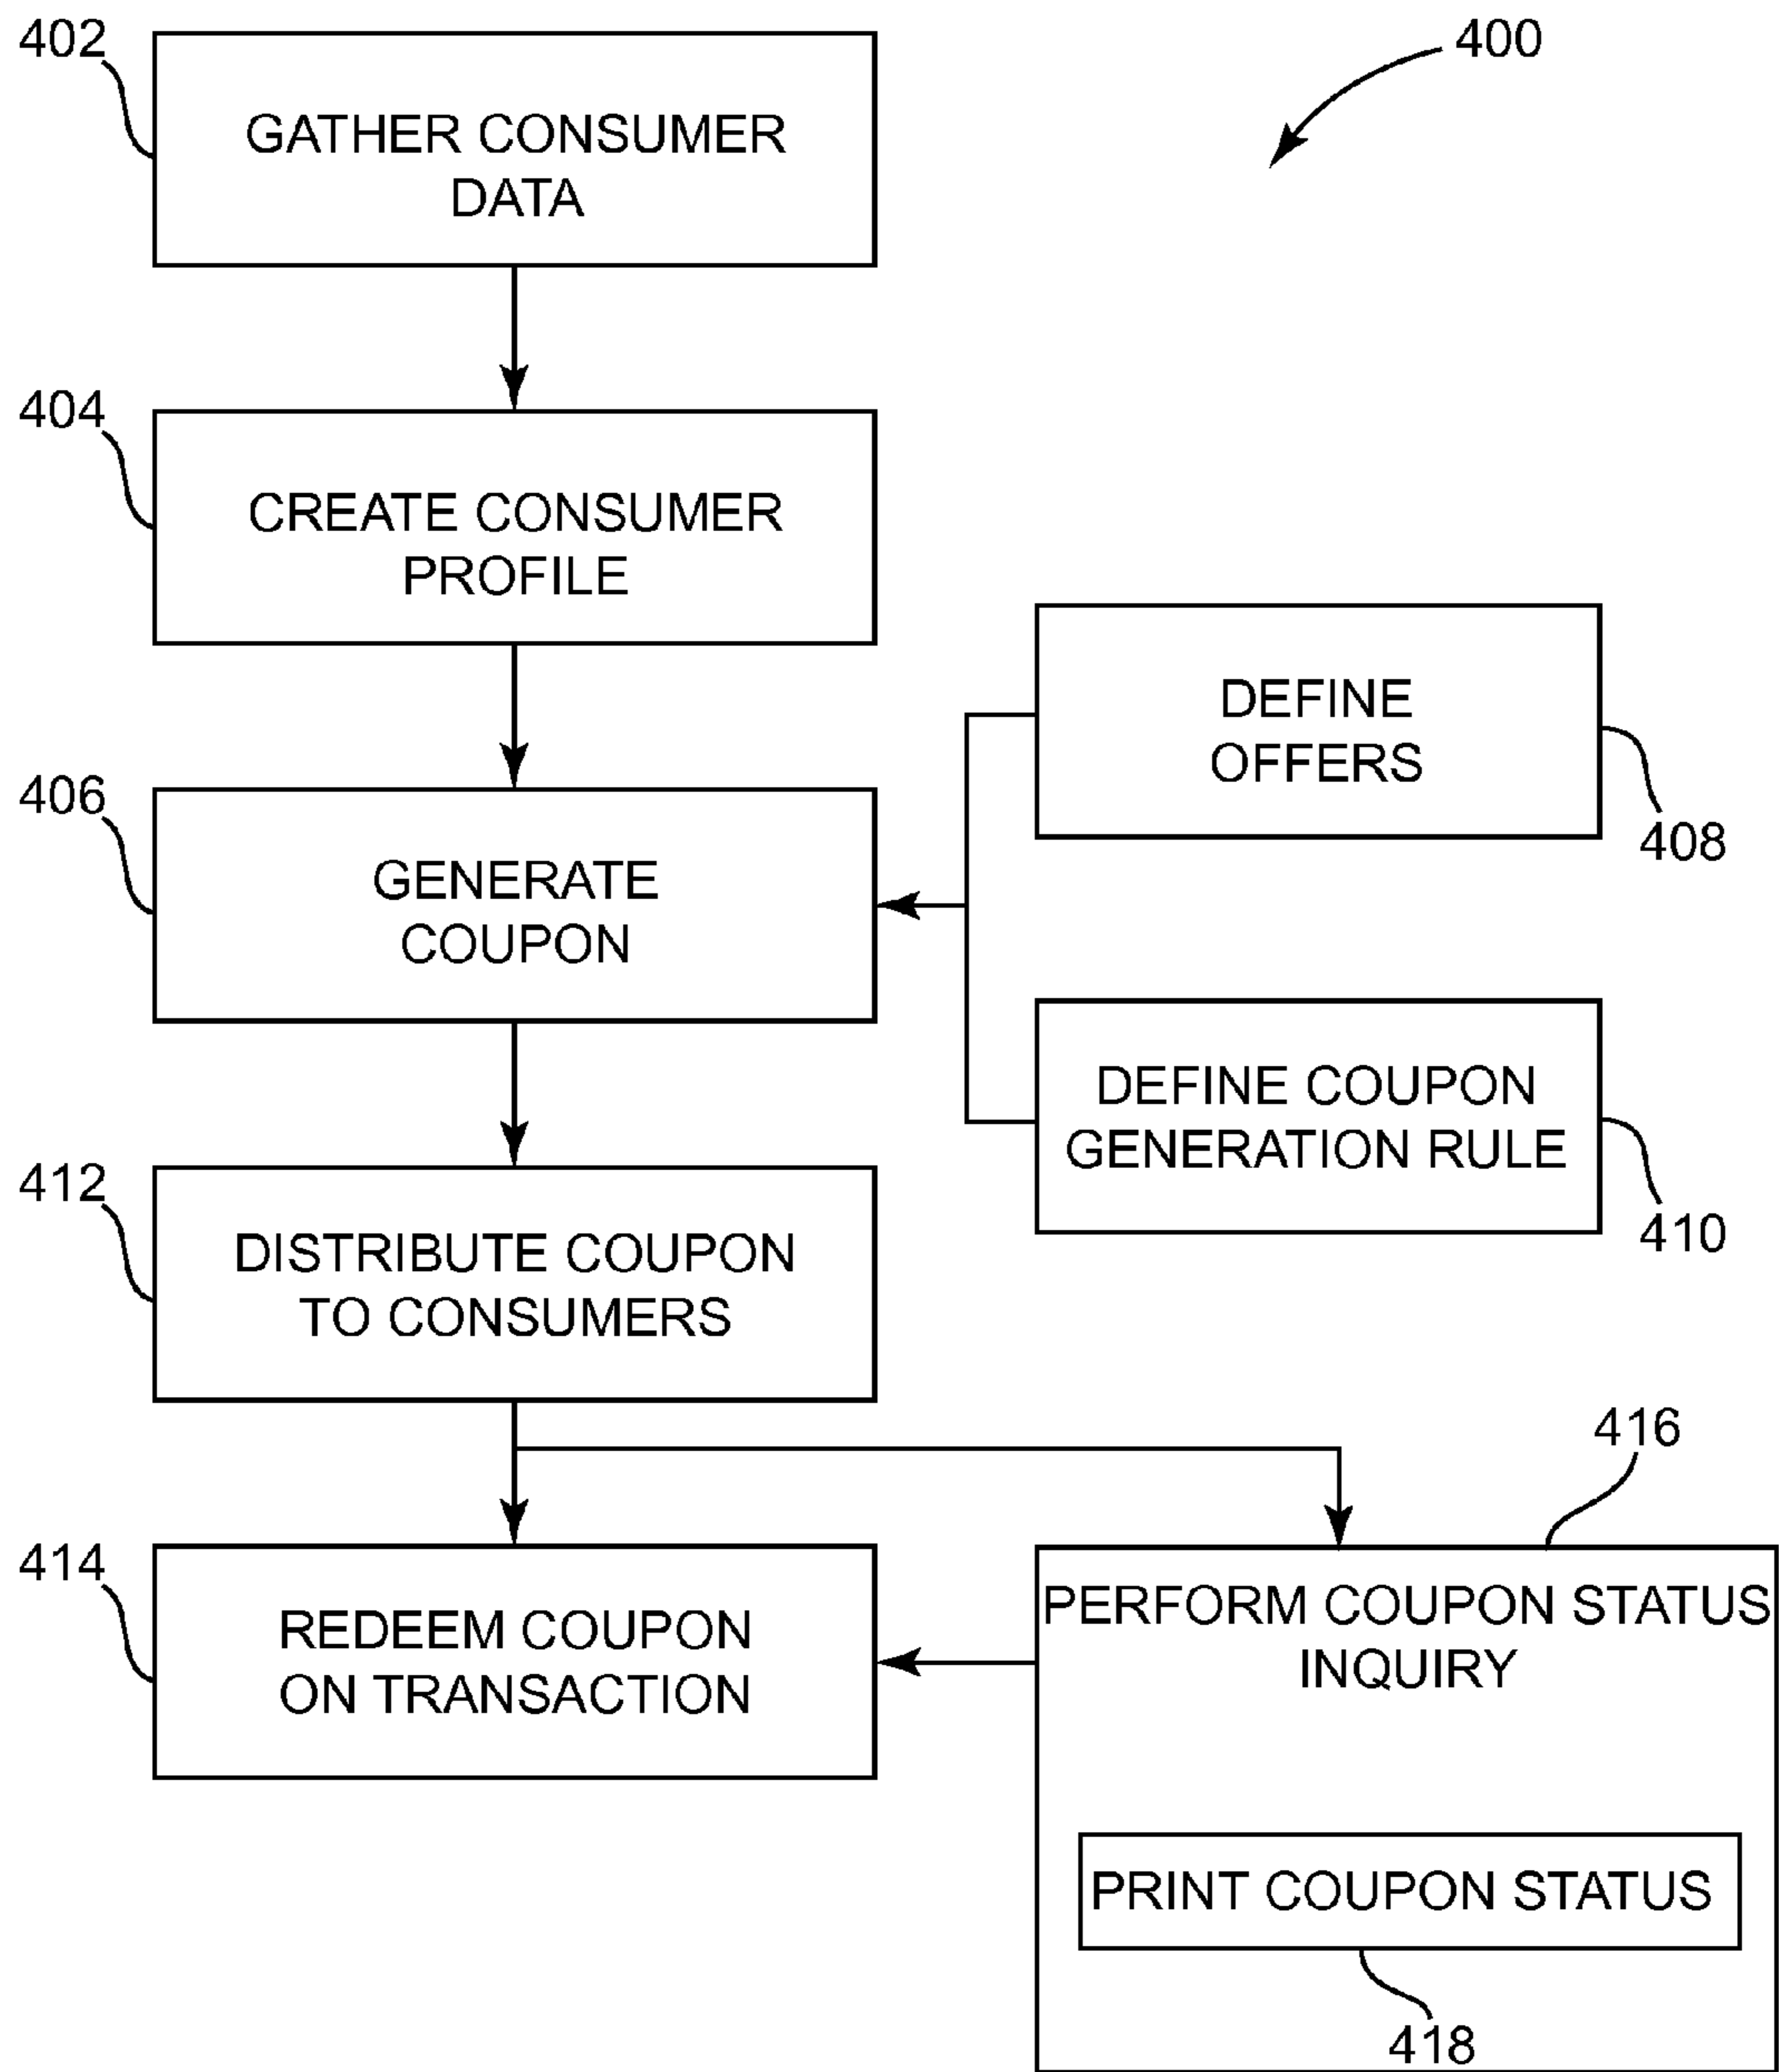 402
400
GATHER CONSUMER
DATA
404
CREATE CONSUMER
PROFILE
DEFINE
OFFERS
408
406
GENERATE
COUPON
DEFINE COUPON
GENERATION RULE
410
412
DISTRIBUTE COUPON
TO CONSUMERS
416
414
REDEEM COUPON
ON TRANSACTION
PERFORM COUPON STATUS
INQUIRY
PRINT COUPON STATUS
418